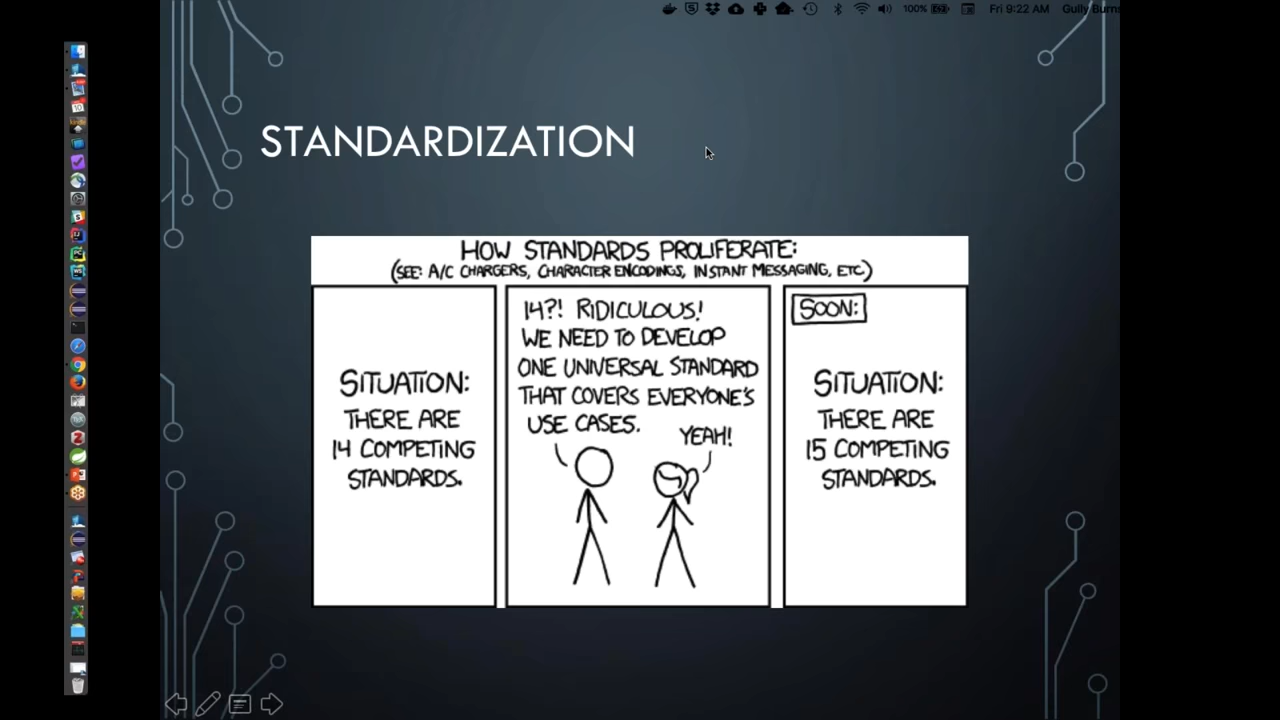 100%
Fri 9:22 AM
Gully Burns
STANDARDIZATION
HOW STANDARDS PROLIFERATE:
(SEE: A/C CHARGERS, CHARACTER ENCODINGS, INSTANT MESSAGING, ETC.)
SITUATION:
THERE ARE
14 COMPETING
STANDARDS.
14?! RIDICULOUS!
WE NEED TO DEVELOP
ONE UNIVERSAL STANDARD
THAT COVERS EVERYONE'S
USE CASES.
YEAH!
SOON:
SITUATION:
THERE ARE
15 COMPETING
STANDARDS.